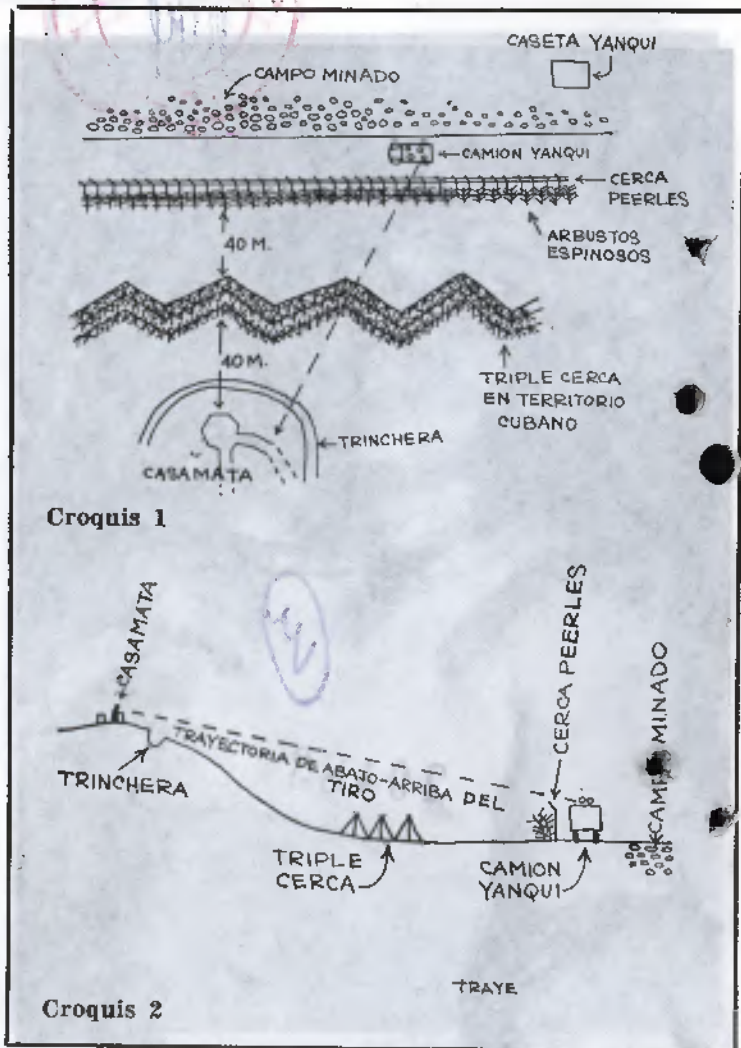 CASETA YANQUI
CAMPO MINADO
CAMION YANQUI
CERCA
PEERLES
ARBUSTOS
ESPINOSOS
40 M.
40 M.
TRIPLE CERCA
EN TERRITORIO
CUBANO
TRINCHERA
CASAMATA
Croquis 1
CASAMATA
CERCA PEERLES
CAMPO MINADO
TRAYECTORIA DE ABAJO-ARRIBA DEL
TIRO
TRINCHERA
TRIPLE
CERCA
CAMION
YANQUI
TRAYE
Croquis 2